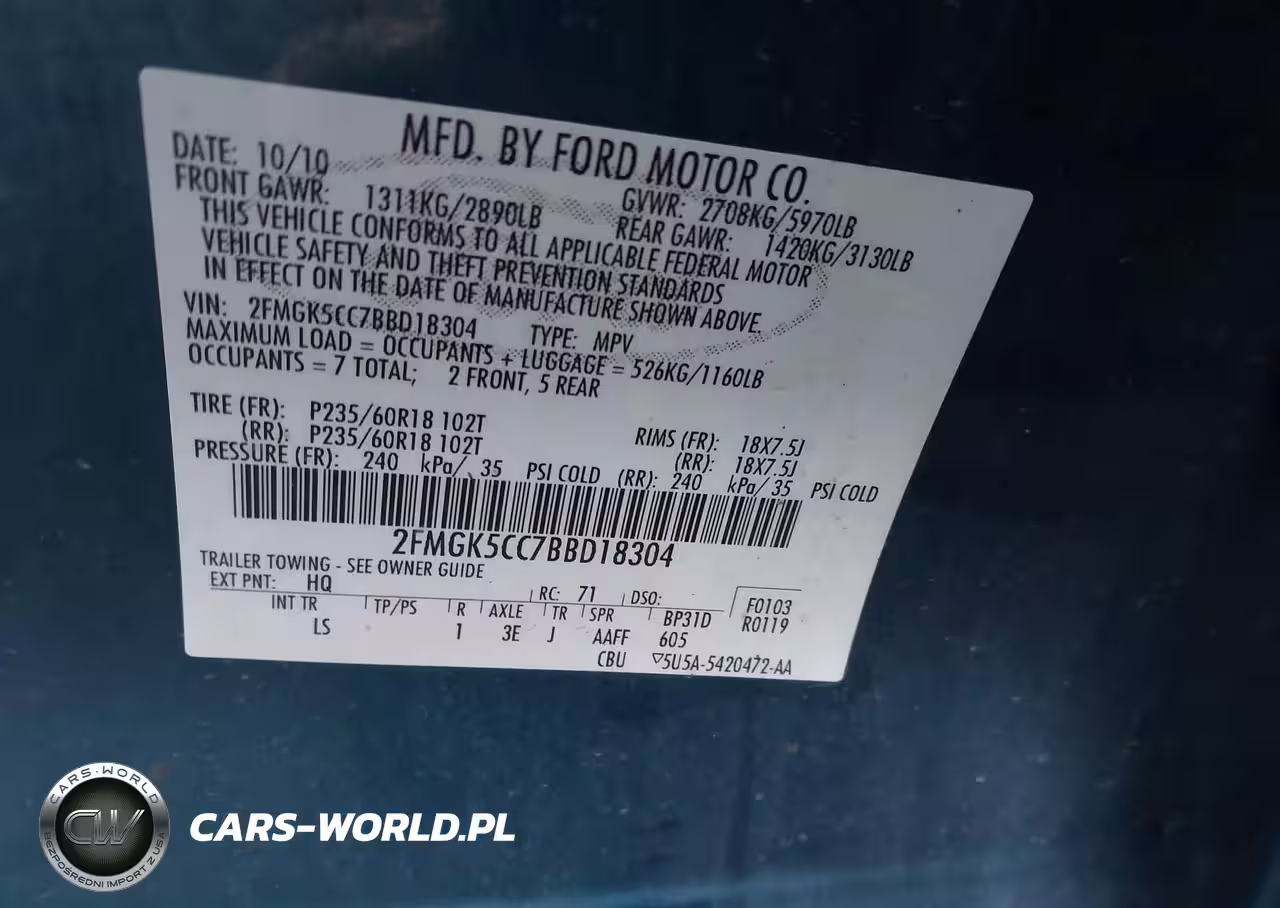 MFD. BY FORD MOTOR CO.
DATE: 10/10 GVWR: 2708KG/5970LB
FRONT GAWR: 1311KG/2890LB REAR GAWR: 1420KG/3130LB
THIS VEHICLE CONFORMS TO ALL APPLICABLE FEDERAL MOTOR
VEHICLE SAFETY AND THEFT PREVENTION STANDARDS
IN EFFECT ON THE DATE OF MANUFACTURE SHOWN ABOVE.
VIN: 2FMGK5CC7BBD18304 TYPE: MPV
MAXIMUM LOAD = OCCUPANTS + LUGGAGE = 526KG/1160LB
OCCUPANTS = 7 TOTAL; 2 FRONT, 5 REAR
TIRE (FR): P235/60R18 102T RIMS (FR): 18X7.5J
(RR): P235/60R18 102T (RR): 18X7.5J
PRESSURE (FR): 240 kPa/ 35 PSI COLD (RR): 240 kPa/ 35 PSI COLD
2FMGK5CC7BBD18304
TRAILER TOWING - SEE OWNER GUIDE
EXT PNT: HQ RC: 71 DSO: F0103
INT TR TP/PS R AXLE TR SPR BP31D R0119
LS 1 3E J AAFF 605
CBU ▽5U5A-5420472-AA
CARS-WORLD
CW
BEZPOŚREDNI IMPORT Z USA
CARS-WORLD.PL